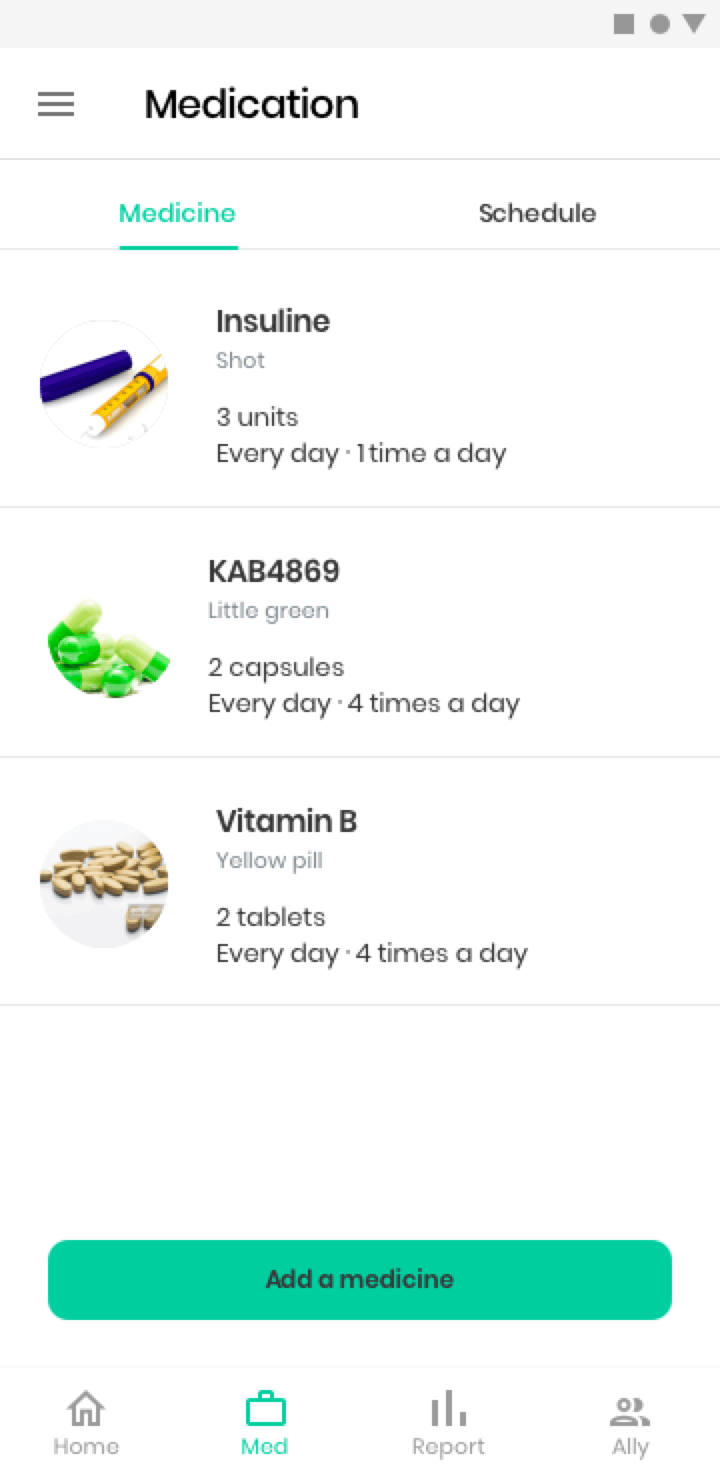 Medication
Medicine
Schedule
Insuline
Shot
3 units
Every day · 1 time a day
KAB4869
Little green
2 capsules
Every day · 4 times a day
Vitamin B
Yellow pill
2 tablets
Every day · 4 times a day
Add a medicine
Home
Med
Report
Ally